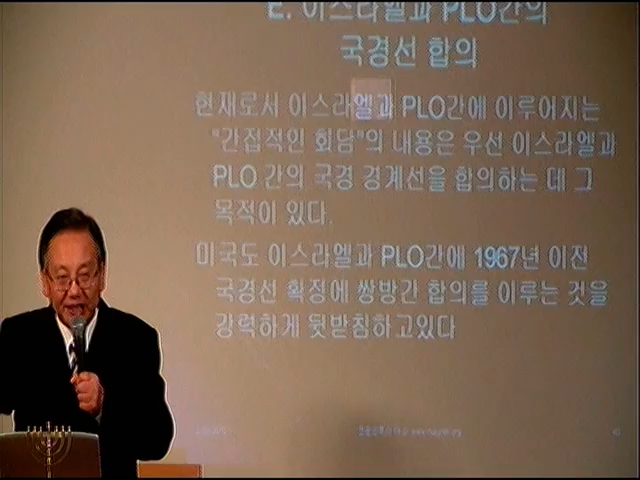 E. 이스라엘과 PLO간의
국경선 합의
현재로서 이스라엘과 PLO간에 이루어지는
"간접적인 회담"의 내용은 우선 이스라엘과
PLO 간의 국경 경계선을 합의하는 데 그
목적이 있다.
미국도 이스라엘과 PLO간에 1967년 이전
국경선 확정에 쌍방간 합의를 이루는 것을
강력하게 뒷받침하고있다